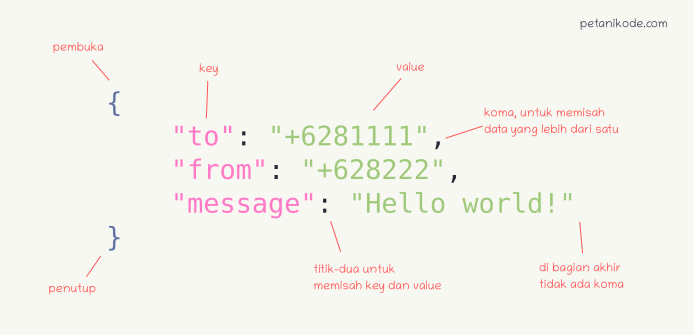 petanikode.com
pembuka
key
value
{
koma, untuk memisah
data yang lebih dari satu
"to": "+6281111",
"from": "+628222",
"message": "Hello world!"
}
titik-dua untuk
memisah key dan value
di bagian akhir
tidak ada koma
penutup